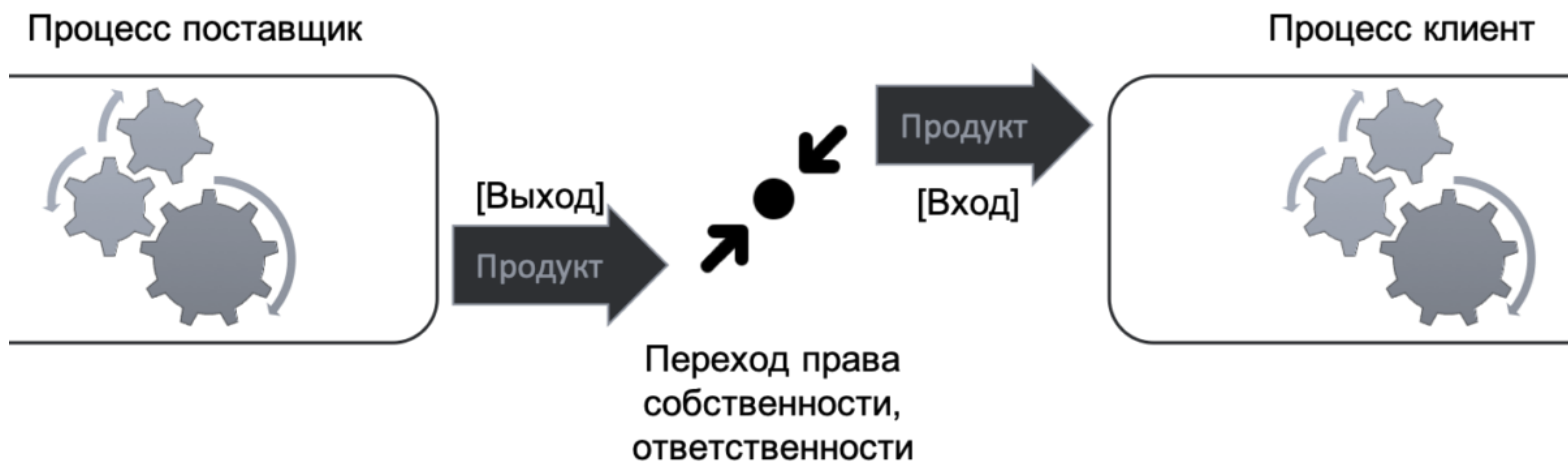 Процесс поставщик
Процесс клиент
Продукт
[Выход]
[Вход]
Продукт
Переход права
собственности,
ответственности